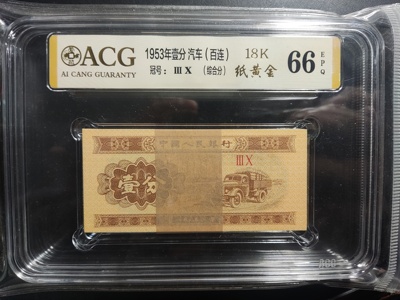 ACG
AI CANG GUARANTY
1953年壹分 汽车(百连)
冠号: III X (综合分)
18K
纸黄金
66
EPQ
中国人民银行
壹
III X
ACG